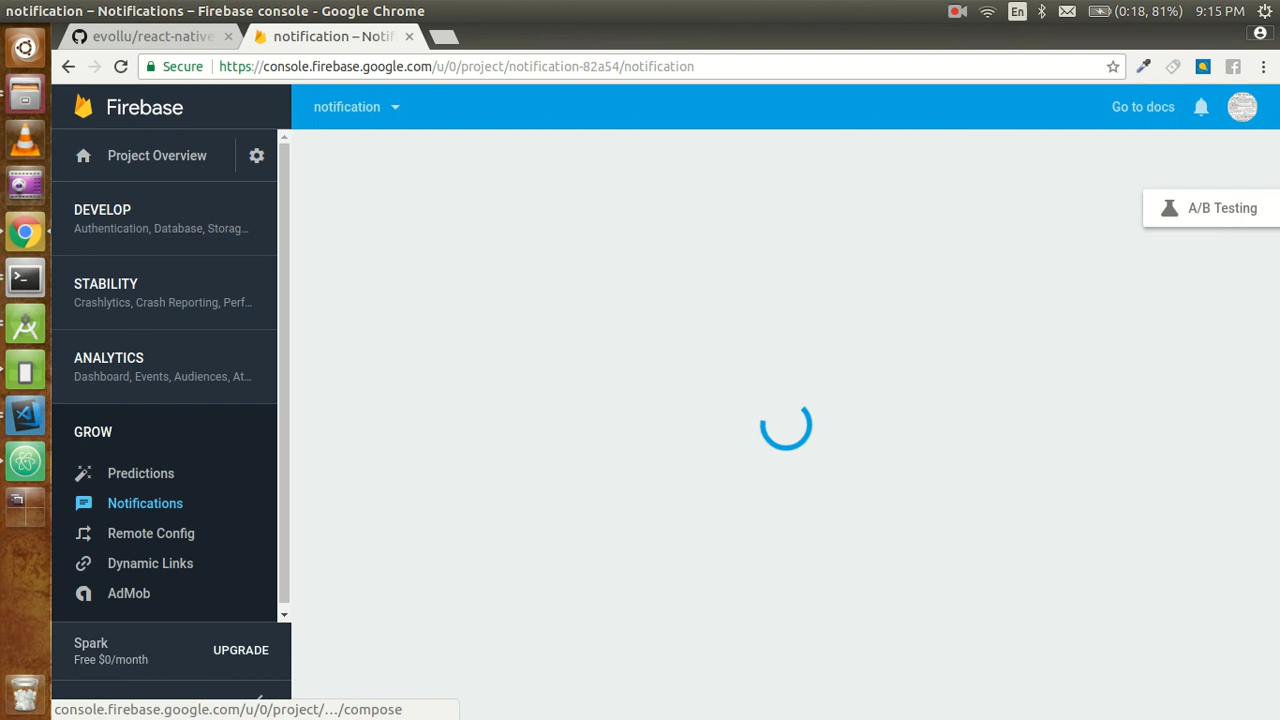 notification – Notifications – Firebase console - Google Chrome
En
(0:18, 81%)
9:15 PM
evollu/react-native
notification – Notif
Secure
https://console.firebase.google.com/u/0/project/notification-82a54/notification
Firebase
notification
Go to docs
Project Overview
A/B Testing
DEVELOP
Authentication, Database, Storag...
STABILITY
Crashlytics, Crash Reporting, Perf...
ANALYTICS
Dashboard, Events, Audiences, At...
GROW
Predictions
Notifications
Remote Config
Dynamic Links
AdMob
Spark
Free $0/month
UPGRADE
console.firebase.google.com/u/0/project/.../compose